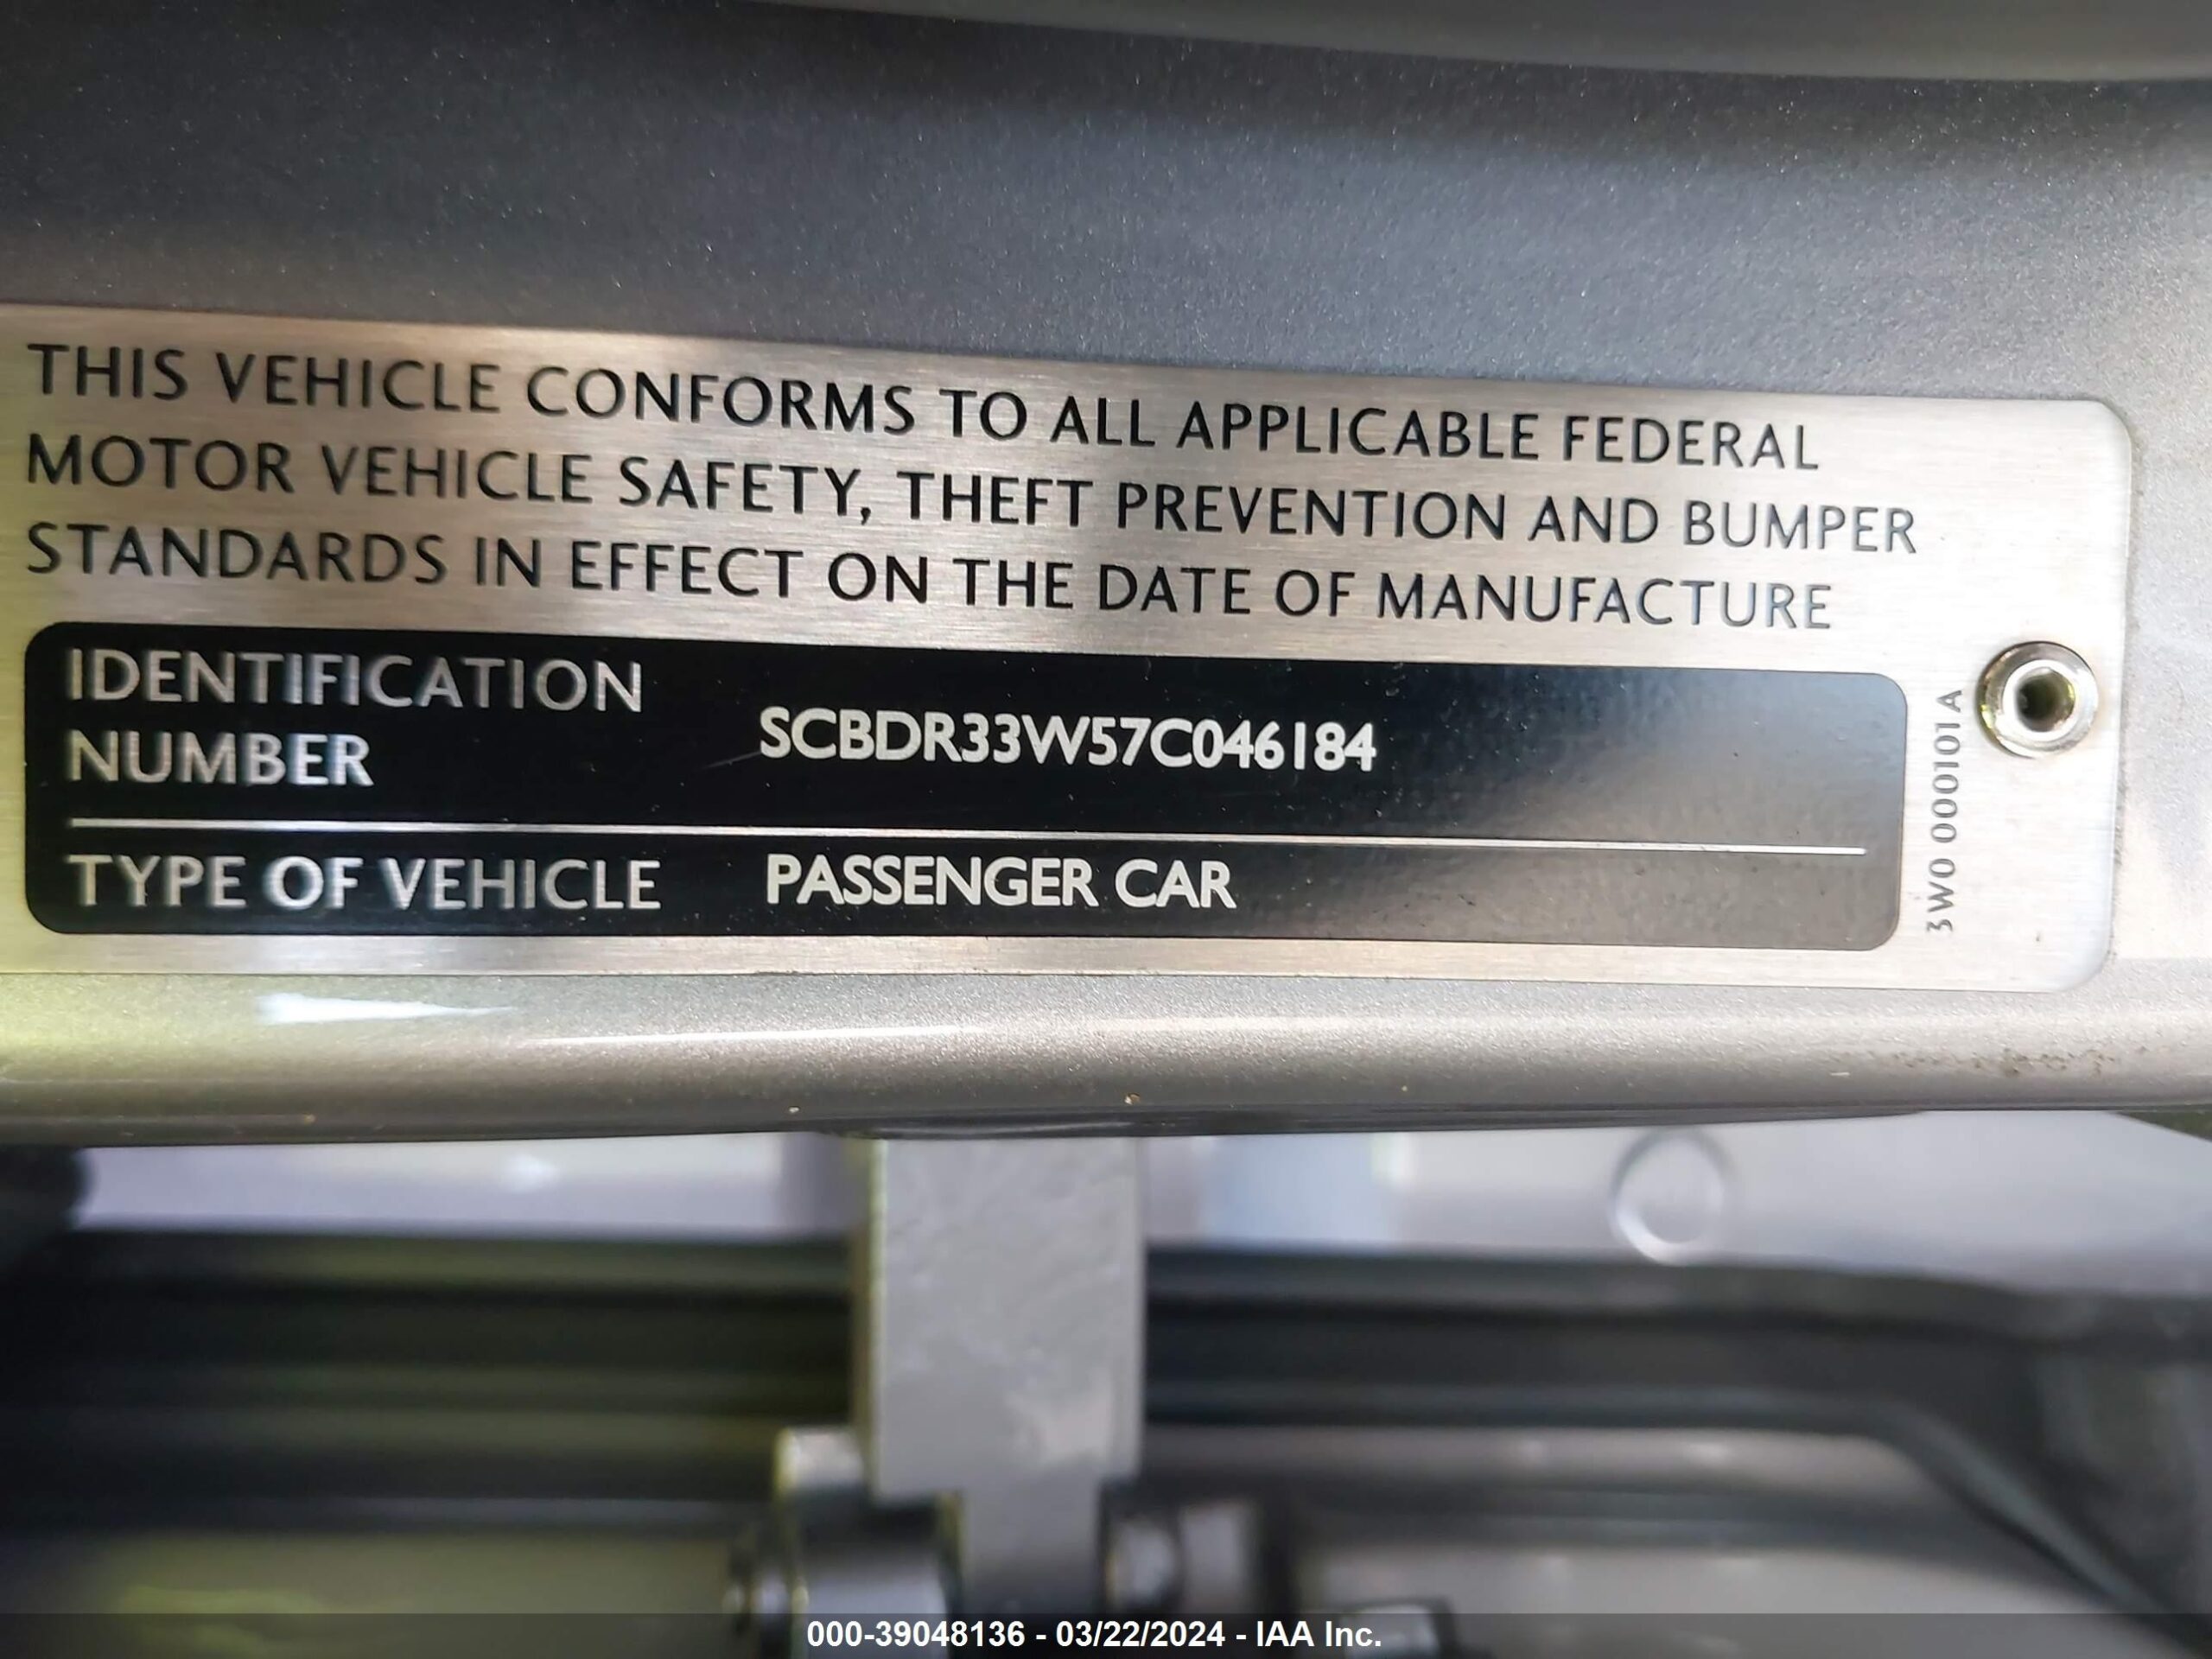 THIS VEHICLE CONFORMS TO ALL APPLICABLE FEDERAL
MOTOR VEHICLE SAFETY, THEFT PREVENTION AND BUMPER
STANDARDS IN EFFECT ON THE DATE OF MANUFACTURE
IDENTIFICATION
NUMBER
SCBDR33W57C046184
TYPE OF VEHICLE
PASSENGER CAR
3W0 000101A
000-39048136 - 03/22/2024 - IAA Inc.